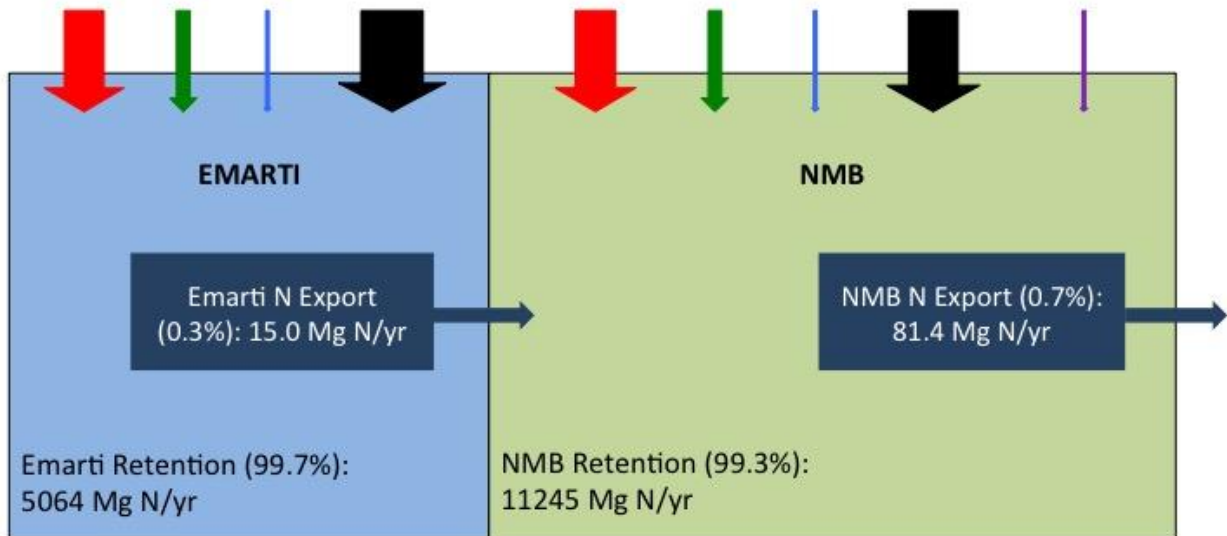 EMARTI
NMB
Emarti N Export
(0.3%): 15.0 Mg N/yr
NMB N Export (0.7%):
81.4 Mg N/yr
Emarti Retention (99.7%):
5064 Mg N/yr
NMB Retention (99.3%):
11245 Mg N/yr